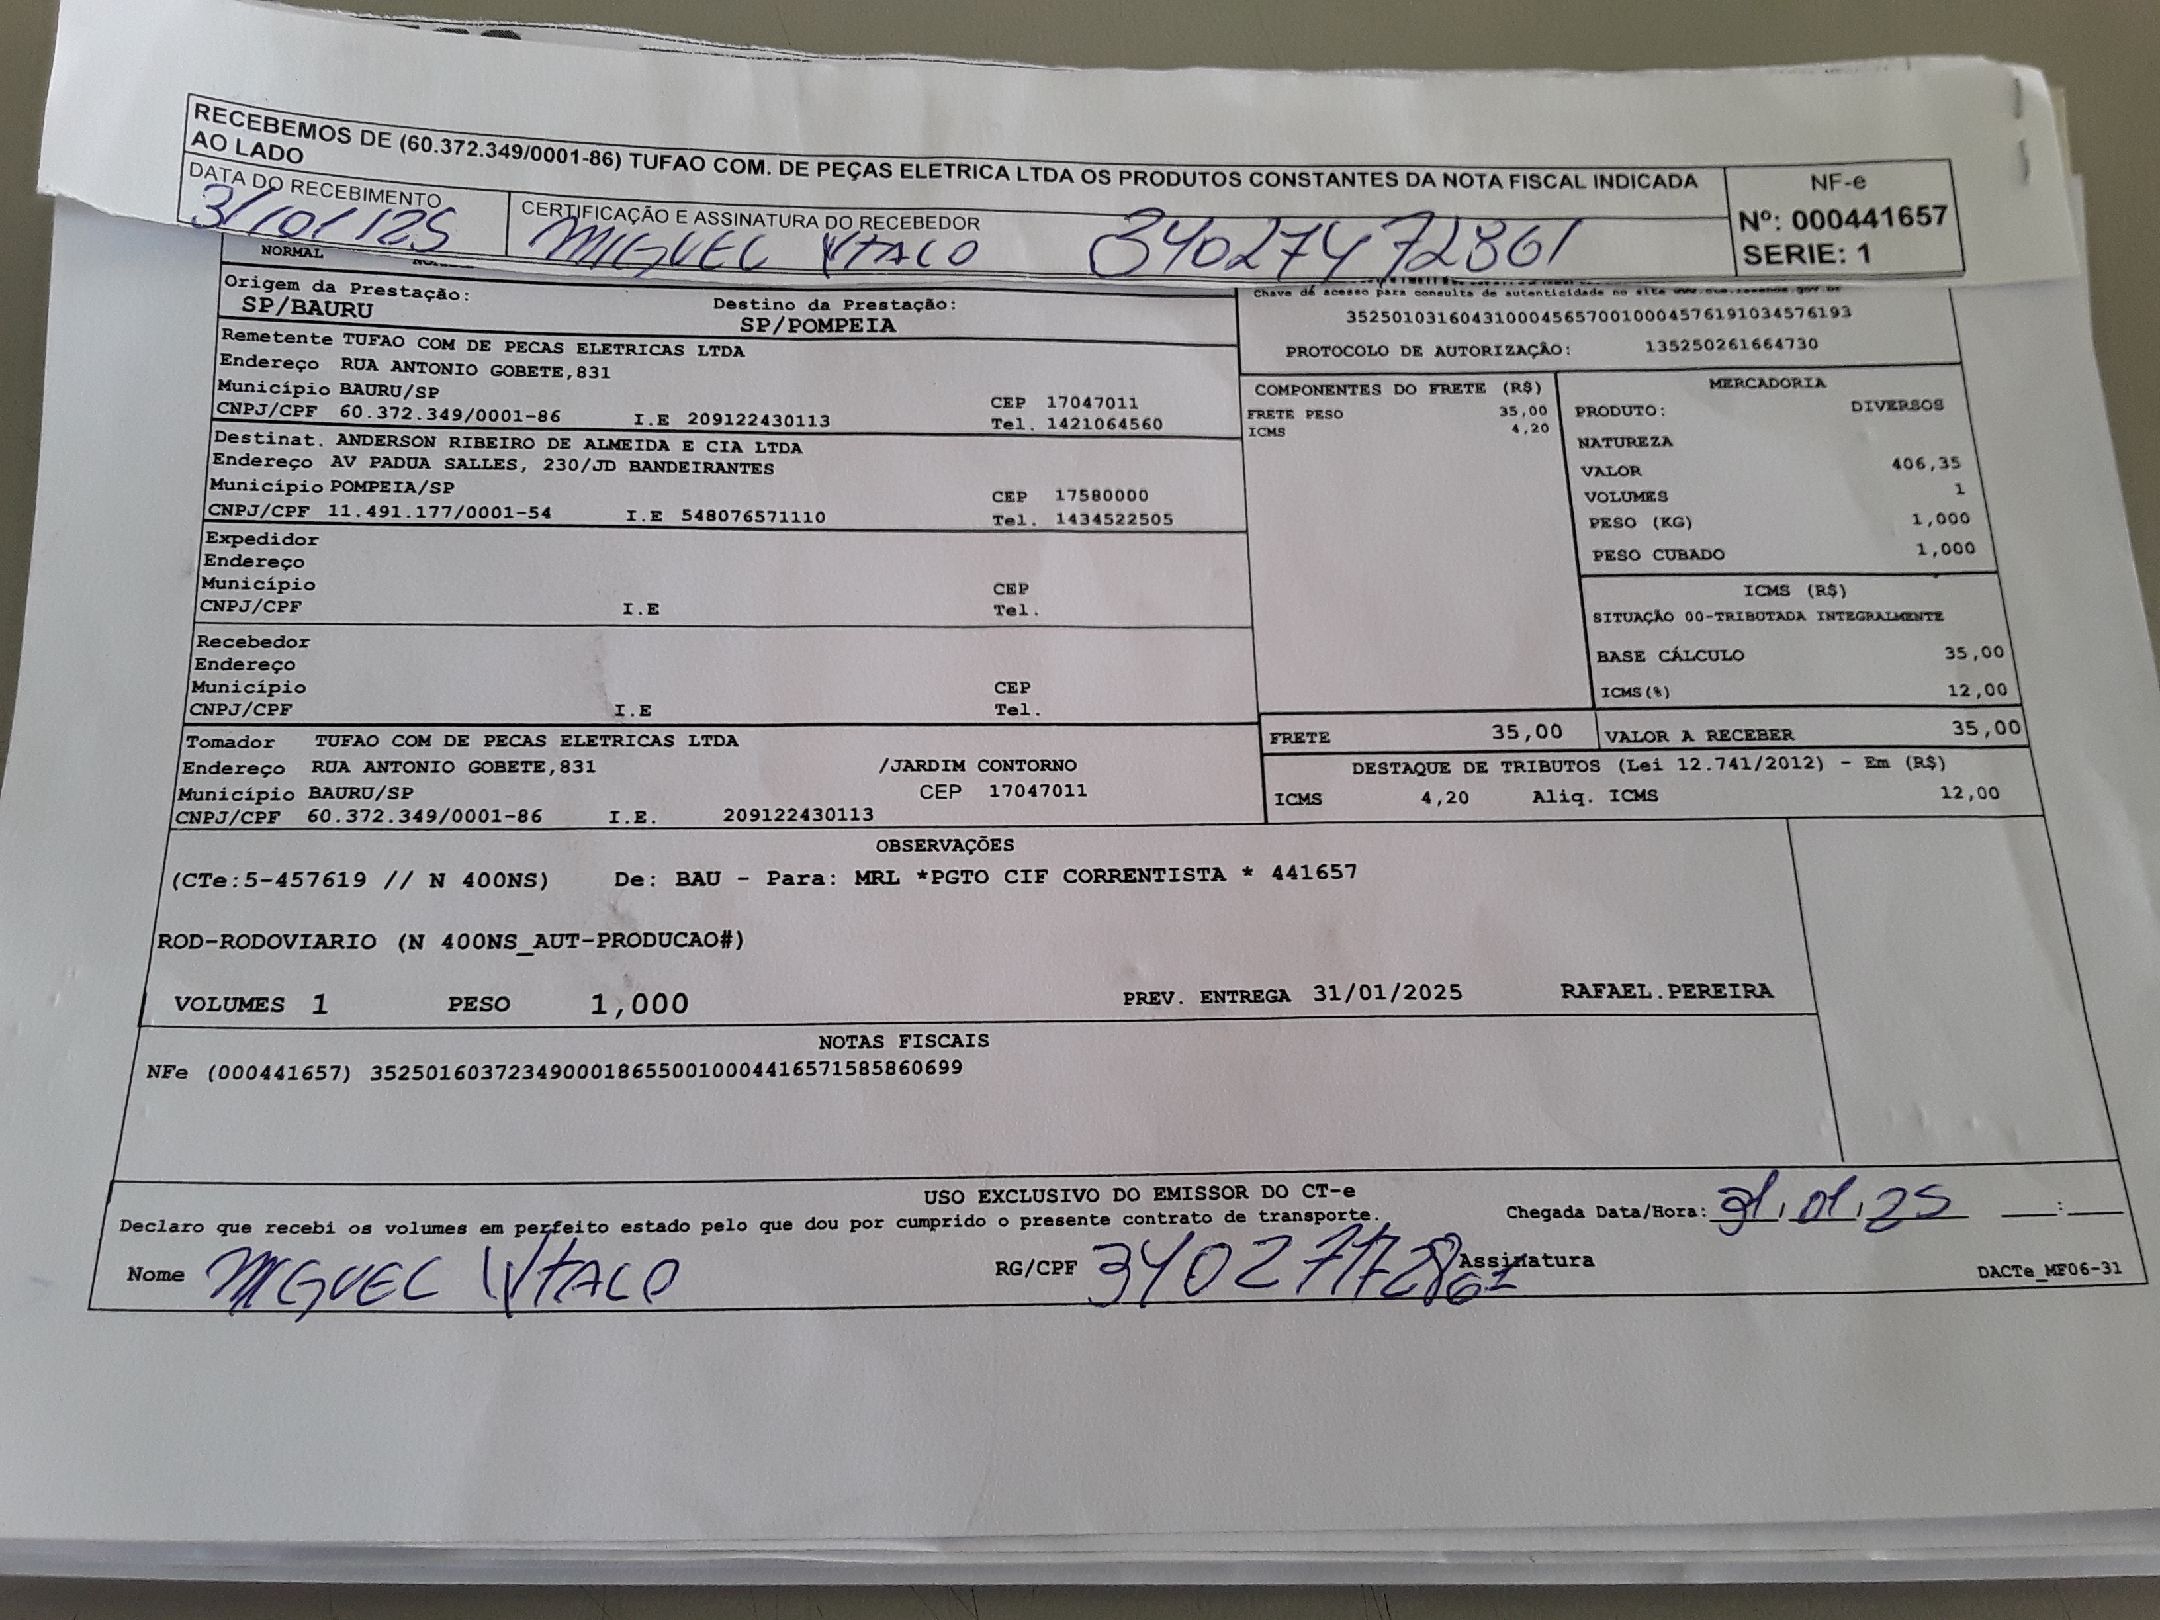 RECEBEMOS DE (60.372.349/0001-86) TUFAO COM. DE PEÇAS ELETRICA LTDA OS PRODUTOS CONSTANTES DA NOTA FISCAL INDICADA
AO LADO
DATA DO RECEBIMENTO
31/01/25
CERTIFICAÇÃO E ASSINATURA DO RECEBEDOR
MIGUEL 34027472861
NF-e
Nº: 000441657
SERIE: 1
NORMAL
Origem da Prestação:
SP/BAURU
Destino da Prestação:
SP/POMPEIA
Chave de acesso para consulta de autenticidade no site
35250103160431000456570010004576191034576193
PROTOCOLO DE AUTORIZAÇÃO: 135250261664730
Remetente TUFAO COM DE PECAS ELETRICAS LTDA
Endereço RUA ANTONIO GOBETE,831
Município BAURU/SP CEP 17047011
CNPJ/CPF 60.372.349/0001-86 I.E 209122430113 Tel. 1421064560
Destinat. ANDERSON RIBEIRO DE ALMEIDA E CIA LTDA
Endereço AV PADUA SALLES, 230/JD BANDEIRANTES
Município POMPEIA/SP CEP 17580000
CNPJ/CPF 11.491.177/0001-54 I.E 548076571110 Tel. 1434522505
Expedidor
Endereço
Município CEP
CNPJ/CPF I.E Tel.
Recebedor
Endereço
Município CEP
CNPJ/CPF I.E Tel.
Tomador TUFAO COM DE PECAS ELETRICAS LTDA
Endereço RUA ANTONIO GOBETE,831 /JARDIM CONTORNO
Município BAURU/SP CEP 17047011
CNPJ/CPF 60.372.349/0001-86 I.E. 209122430113
COMPONENTES DO FRETE (R$)
FRETE PESO 35,00
ICMS 4,20
MERCADORIA
PRODUTO: DIVERSOS
NATUREZA
VALOR 406,35
VOLUMES 1
PESO (KG) 1,000
PESO CUBADO 1,000
ICMS (R$)
SITUAÇÃO 00-TRIBUTADA INTEGRALMENTE
BASE CÁLCULO 35,00
ICMS(%) 12,00
FRETE 35,00 VALOR A RECEBER 35,00
DESTAQUE DE TRIBUTOS (Lei 12.741/2012) - Em (R$)
ICMS 4,20 Aliq. ICMS 12,00
OBSERVAÇÕES
(CTe:5-457619 // N 400NS) De: BAU - Para: MRL *PGTO CIF CORRENTISTA * 441657
ROD-RODOVIARIO (N 400NS_AUT-PRODUCAO#)
VOLUMES 1 PESO 1,000 PREV. ENTREGA 31/01/2025 RAFAEL.PEREIRA
NOTAS FISCAIS
NFe (000441657) 35250160372349000186550010004416571585860699
USO EXCLUSIVO DO EMISSOR DO CT-e
Declaro que recebi os volumes em perfeito estado pelo que dou por cumprido o presente contrato de transporte.
Chegada Data/Hora: 31,01,25 ___:___
Nome MIGUEL RG/CPF Assinatura
DACTe_MF06-31